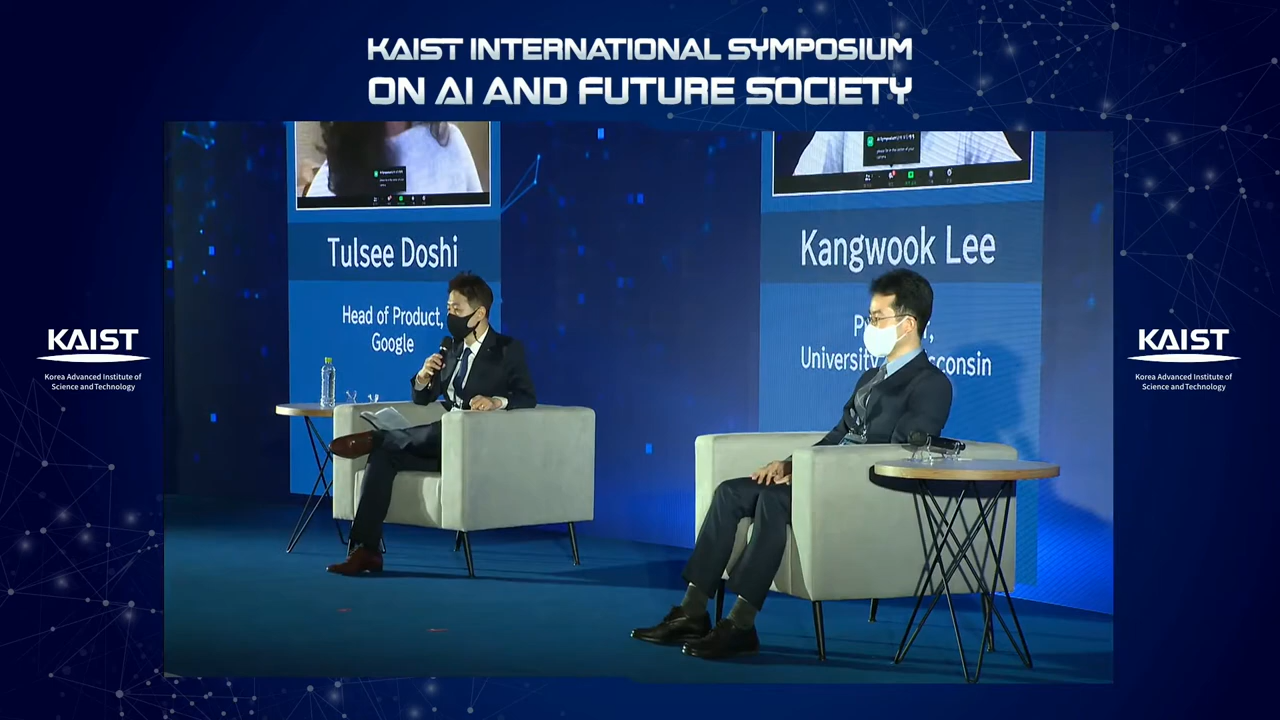 KAIST INTERNATIONAL SYMPOSIUM
ON AI AND FUTURE SOCIETY
Tulsee Doshi
Head of Product,
Google
Kangwook Lee
University
KAIST
Korea Advanced Institute of
Science and Technology
KAIST
Korea Advanced Institute of
Science and Technology